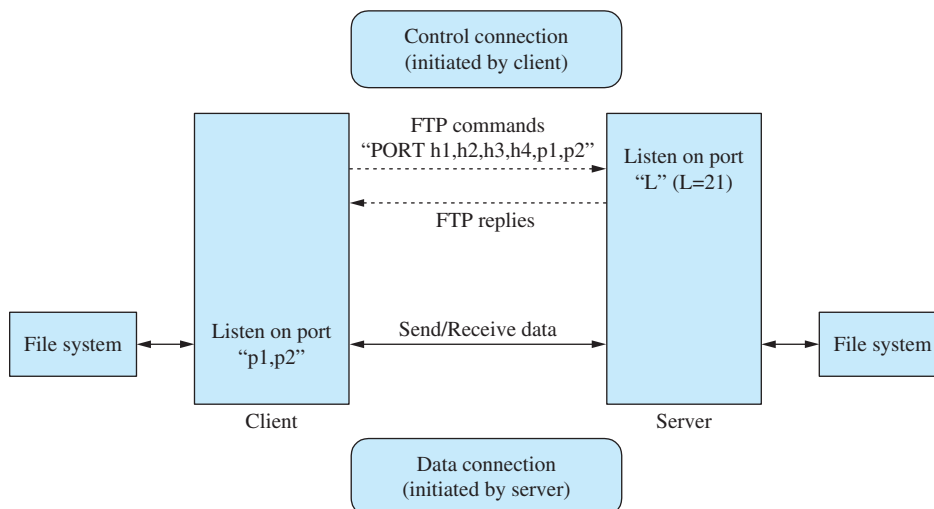 Control connection
(initiated by client)
FTP commands
“PORT h1,h2,h3,h4,p1,p2”
Listen on port
“L” (L=21)
FTP replies
File system
Listen on port
“p1,p2”
Send/Receive data
File system
Client
Server
Data connection
(initiated by server)